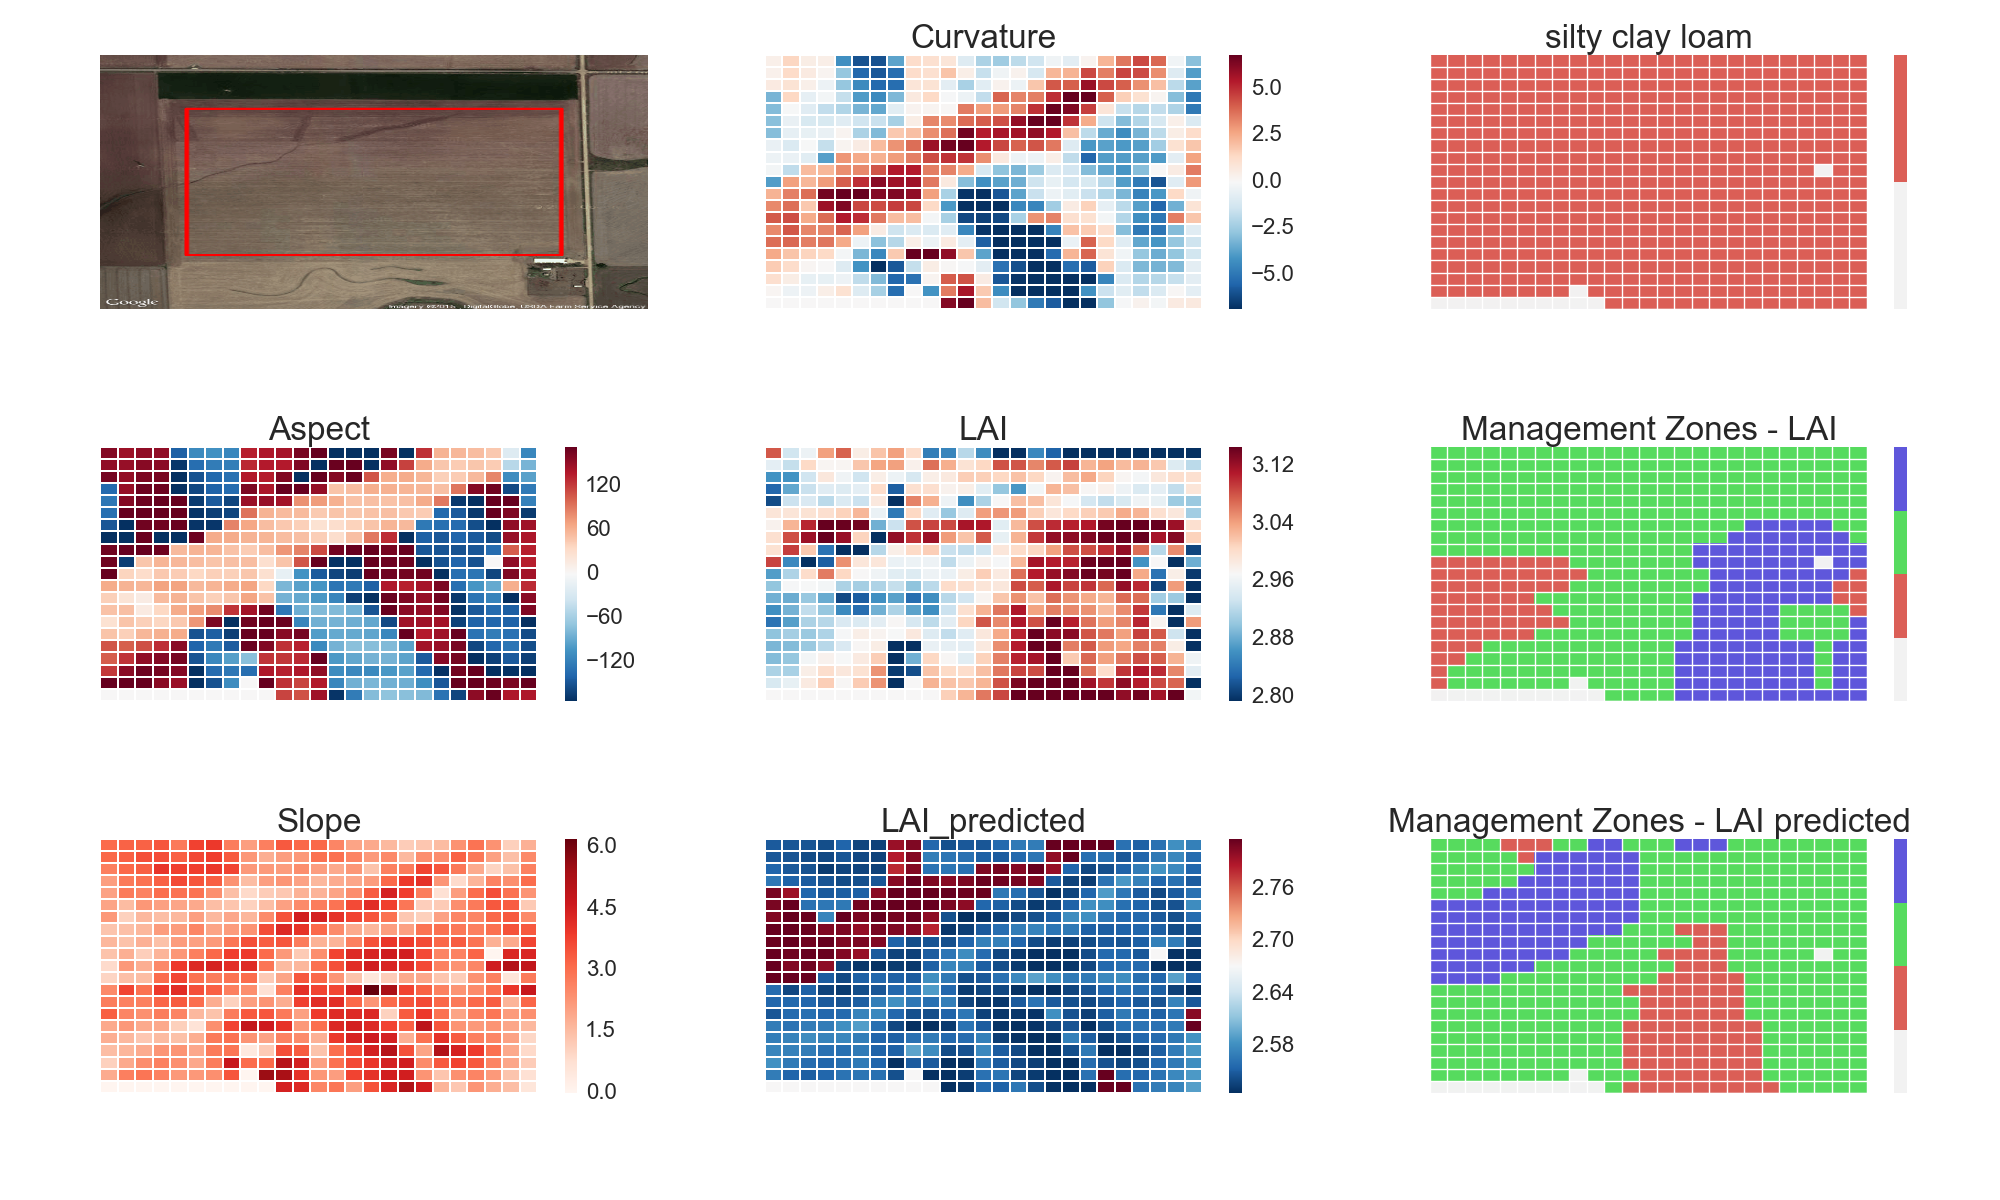 Curvature
5.0
2.5
0.0
−2.5
−5.0
silty clay loam
Google
Imagery ©2015, DigitalGlobe, USDA Farm Service Agency
Aspect
120
60
0
−60
−120
LAI
3.12
3.04
2.96
2.88
2.80
Management Zones - LAI
Slope
6.0
4.5
3.0
1.5
0.0
LAI_predicted
2.76
2.70
2.64
2.58
Management Zones - LAI predicted